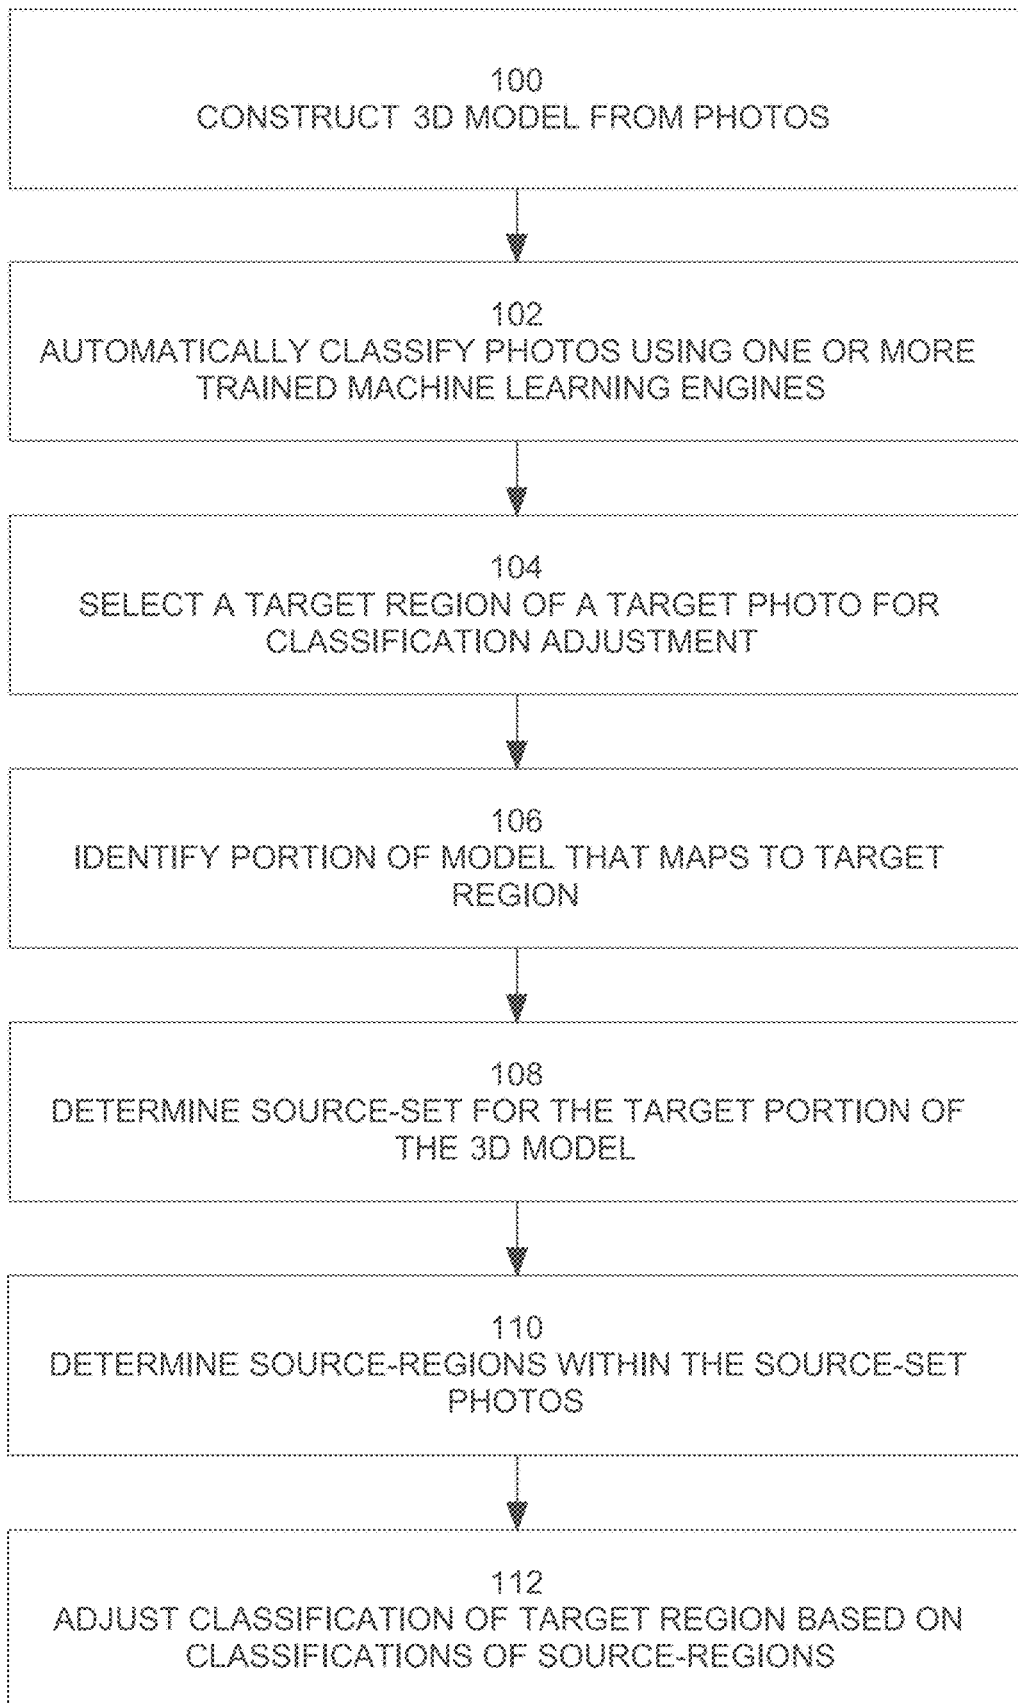 100
CONSTRUCT 3D MODEL FROM PHOTOS
102
AUTOMATICALLY CLASSIFY PHOTOS USING ONE OR MORE
TRAINED MACHINE LEARNING ENGINES
104
SELECT A TARGET REGION OF A TARGET PHOTO FOR
CLASSIFICATION ADJUSTMENT
106
IDENTIFY PORTION OF MODEL THAT MAPS TO TARGET
REGION
108
DETERMINE SOURCE-SET FOR THE TARGET PORTION OF
THE 3D MODEL
110
DETERMINE SOURCE-REGIONS WITHIN THE SOURCE-SET
PHOTOS
112
ADJUST CLASSIFICATION OF TARGET REGION BASED ON
CLASSIFICATIONS OF SOURCE-REGIONS